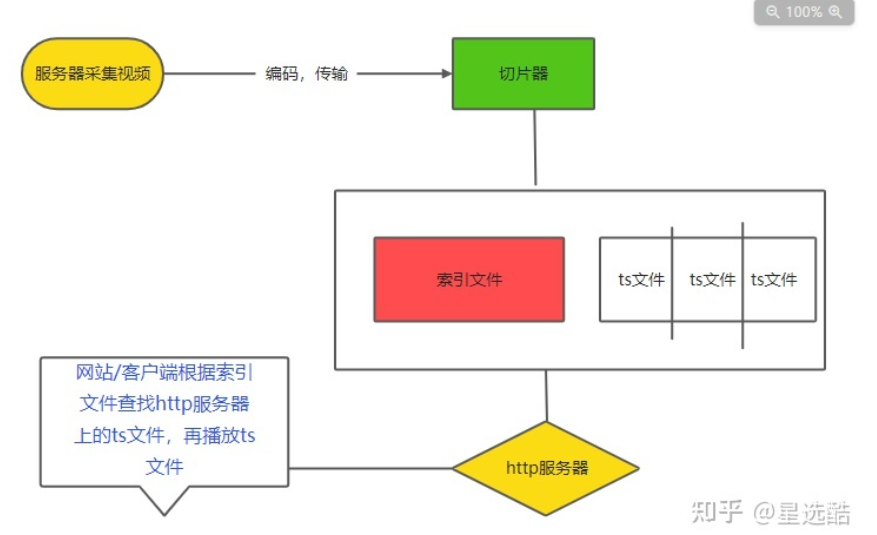 100%
服务器采集视频
编码，传输
切片器
索引文件
ts文件
ts文件
ts文件
网站/客户端根据索引
文件查找http服务器
上的ts文件，再播放ts
文件
http服务器
知乎 @星选酷